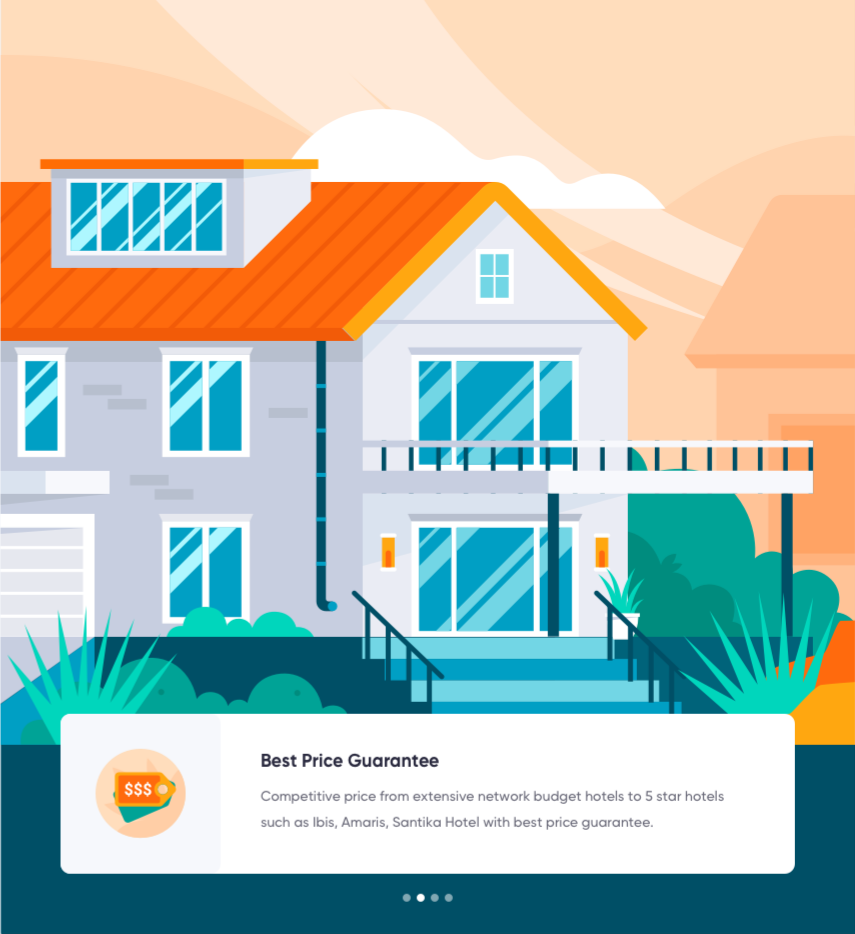 $$$
Best Price Guarantee
Competitive price from extensive network budget hotels to 5 star hotels
such as Ibis, Amaris, Santika Hotel with best price guarantee.